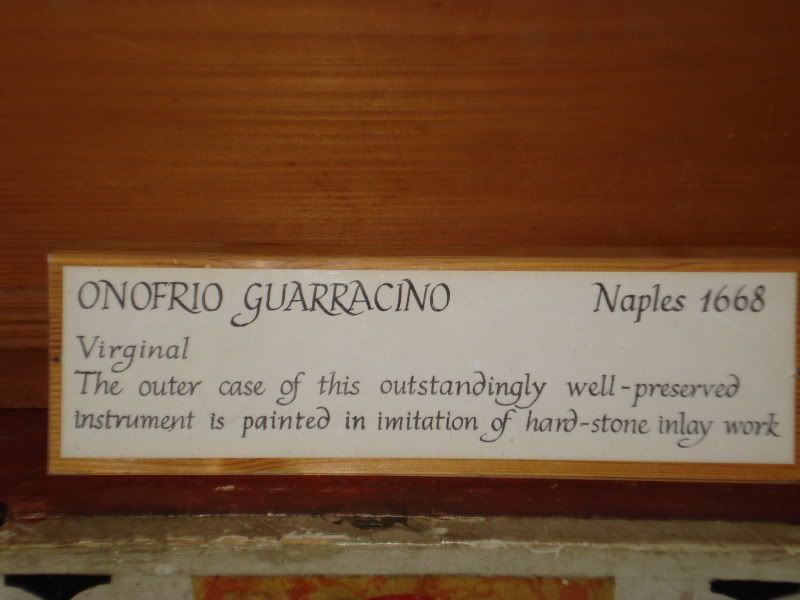 ONOFRIO GUARRACINO Naples 1668
Virginal
The outer case of this outstandingly well-preserved
instrument is painted in imitation of hard-stone inlay work